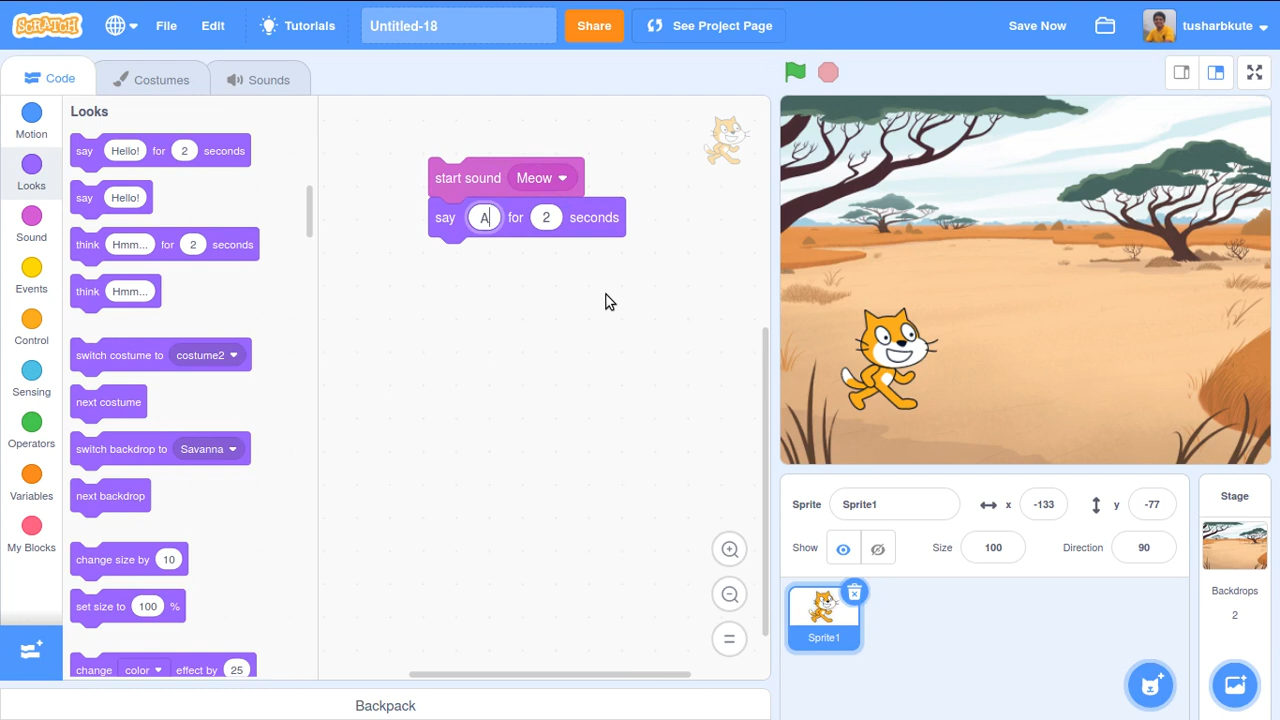 SCRATCH File Edit Tutorials Untitled-18 Share See Project Page Save Now tusharbkute
Code Costumes Sounds
Motion
Looks
Sound
Events
Control
Sensing
Operators
Variables
My Blocks
Looks
say Hello! for 2 seconds
say Hello!
think Hmm... for 2 seconds
think Hmm...
switch costume to costume2
next costume
switch backdrop to Savanna
next backdrop
change size by 10
set size to 100 %
change color effect by 25
start sound Meow
say A for 2 seconds
Backpack
Sprite Sprite1 x -133 y -77
Show Size 100 Direction 90
Sprite1
Stage
Backdrops
2